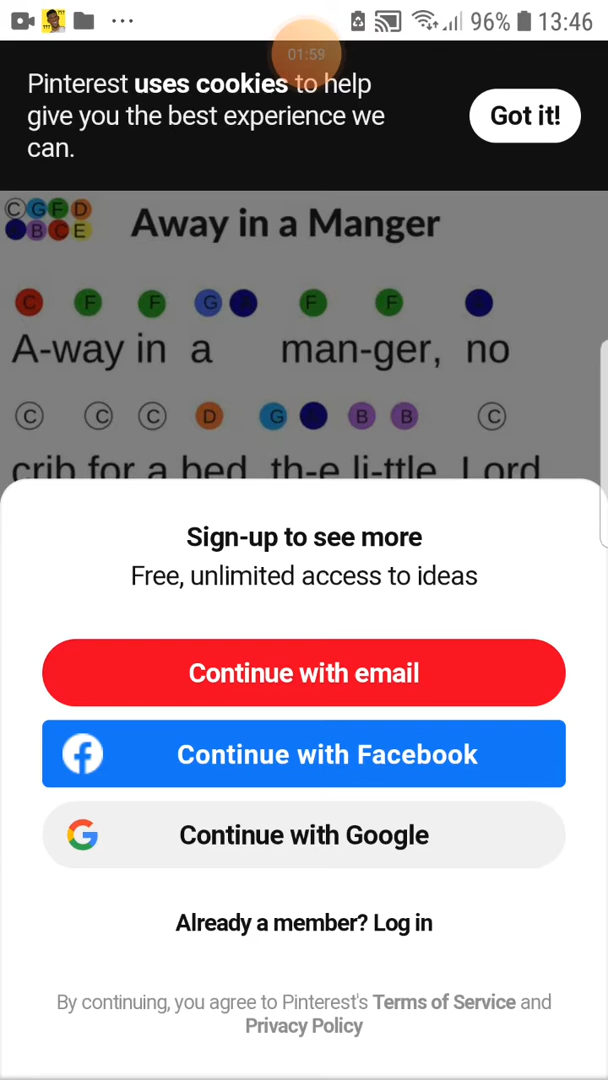 96% 13:46
01:59
Pinterest uses cookies to help
give you the best experience we
can.
Got it!
C G F D
B C E
Away in a Manger
C F F G F F
A-way in a man-ger, no
C C C D G B B C
crib for a bed th-e li-ttle Lord
Sign-up to see more
Free, unlimited access to ideas
Continue with email
Continue with Facebook
Continue with Google
Already a member? Log in
By continuing, you agree to Pinterest's Terms of Service and
Privacy Policy